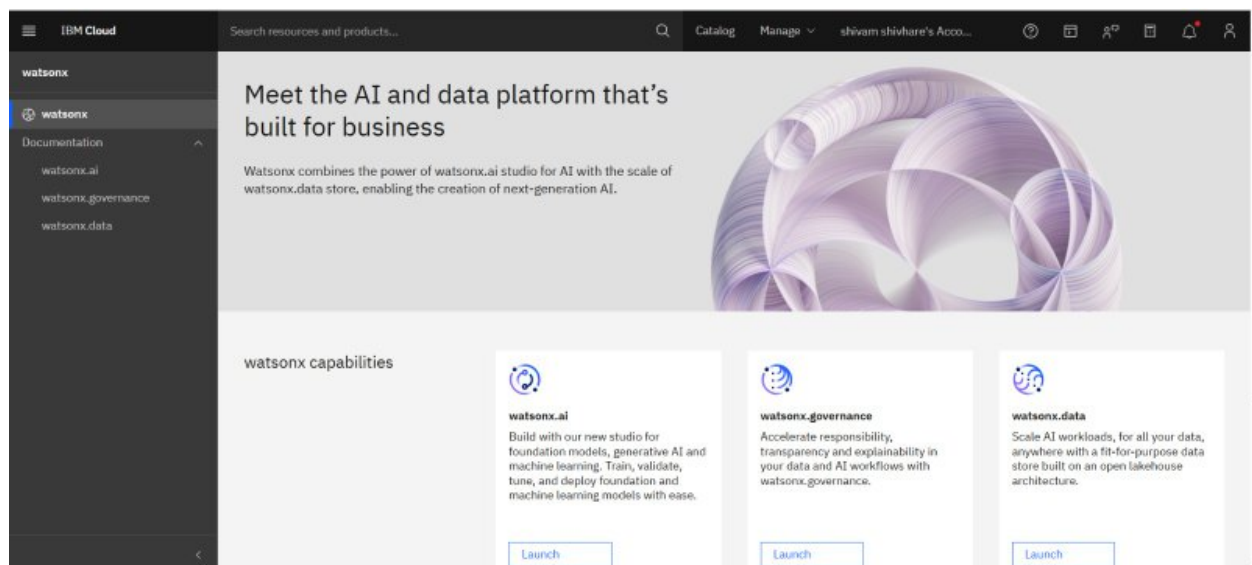 IBM Cloud
Search resources and products...
Catalog
Manage
shivam shivhare's Acco...
watsonx
watsonx
Documentation
watsonx.ai
watsonx.governance
watsonx.data
Meet the AI and data platform that's
built for business
Watsonx combines the power of watsonx.ai studio for AI with the scale of
watsonx.data store, enabling the creation of next-generation AI.
watsonx capabilities
watsonx.ai
Build with our new studio for
foundation models, generative AI and
machine learning. Train, validate,
tune, and deploy foundation and
machine learning models with ease.
Launch
watsonx.governance
Accelerate responsibility,
transparency and explainability in
your data and AI workflows with
watsonx.governance.
Launch
watsonx.data
Scale AI workloads, for all your data,
anywhere with a fit-for-purpose data
store built on an open lakehouse
architecture.
Launch